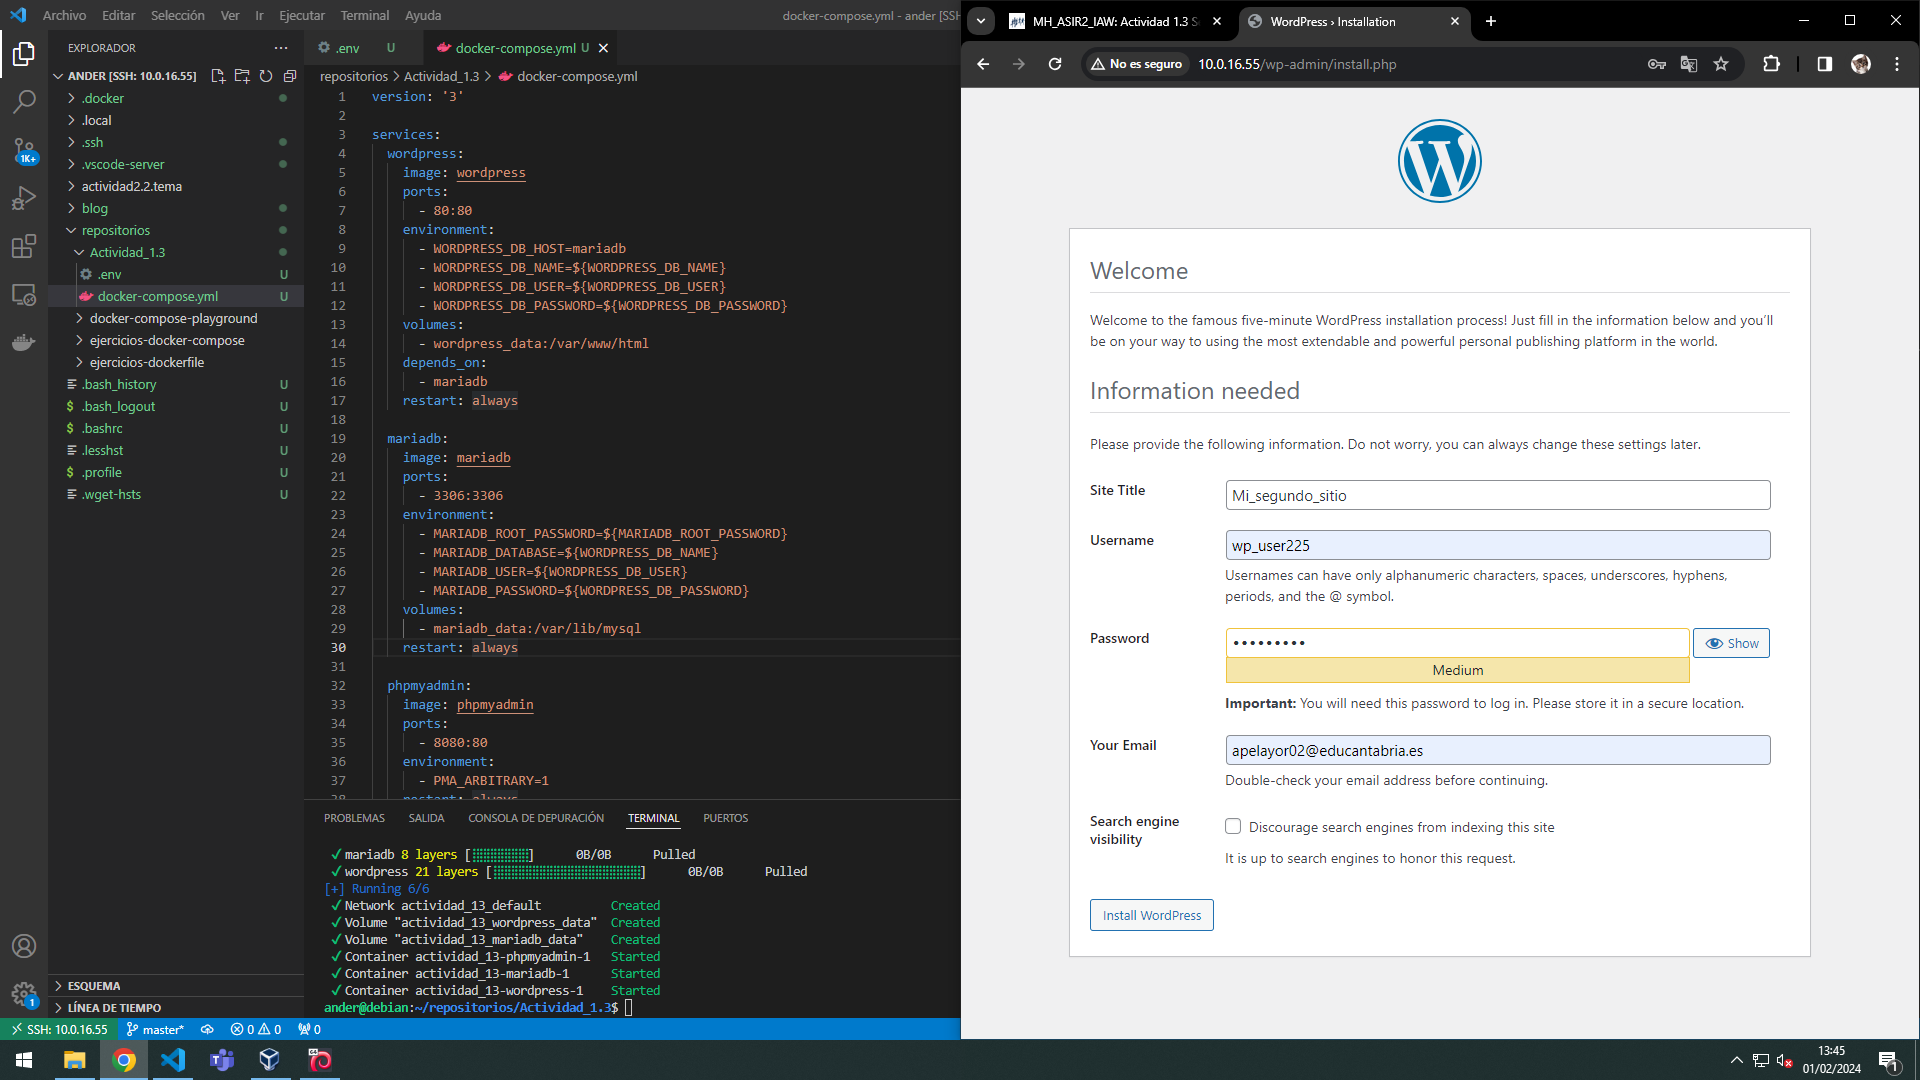 Archivo Editar Selección Ver Ir Ejecutar Terminal Ayuda
docker-compose.yml - ander [SSH
EXPLORADOR
ANDER [SSH: 10.0.16.55]
.docker
.local
.ssh
.vscode-server
actividad2.2.tema
blog
repositorios
Actividad_1.3
.env U
docker-compose.yml U
docker-compose-playground
ejercicios-docker-compose
ejercicios-dockerfile
.bash_history U
.bash_logout U
.bashrc U
.lesshst U
.profile U
.wget-hsts U
ESQUEMA
LÍNEA DE TIEMPO
1K+
1
.env U
docker-compose.yml U
repositorios > Actividad_1.3 > docker-compose.yml
1 version: '3'
2
3 services:
4 wordpress:
5 image: wordpress
6 ports:
7 - 80:80
8 environment:
9 - WORDPRESS_DB_HOST=mariadb
10 - WORDPRESS_DB_NAME=${WORDPRESS_DB_NAME}
11 - WORDPRESS_DB_USER=${WORDPRESS_DB_USER}
12 - WORDPRESS_DB_PASSWORD=${WORDPRESS_DB_PASSWORD}
13 volumes:
14 - wordpress_data:/var/www/html
15 depends_on:
16 - mariadb
17 restart: always
18
19 mariadb:
20 image: mariadb
21 ports:
22 - 3306:3306
23 environment:
24 - MARIADB_ROOT_PASSWORD=${MARIADB_ROOT_PASSWORD}
25 - MARIADB_DATABASE=${WORDPRESS_DB_NAME}
26 - MARIADB_USER=${WORDPRESS_DB_USER}
27 - MARIADB_PASSWORD=${WORDPRESS_DB_PASSWORD}
28 volumes:
29 - mariadb_data:/var/lib/mysql
30 restart: always
31
32 phpmyadmin:
33 image: phpmyadmin
34 ports:
35 - 8080:80
36 environment:
37 - PMA_ARBITRARY=1
38 restart: always
PROBLEMAS SALIDA CONSOLA DE DEPURACIÓN TERMINAL PUERTOS
✓ mariadb 8 layers [⣿⣿⣿⣿⣿⣿⣿⣿] 0B/0B Pulled
✓ wordpress 21 layers [⣿⣿⣿⣿⣿⣿⣿⣿⣿⣿⣿⣿⣿⣿⣿⣿⣿⣿⣿⣿⣿] 0B/0B Pulled
[+] Running 6/6
✓ Network actividad_13_default Created
✓ Volume "actividad_13_wordpress_data" Created
✓ Volume "actividad_13_mariadb_data" Created
✓ Container actividad_13-phpmyadmin-1 Started
✓ Container actividad_13-mariadb-1 Started
✓ Container actividad_13-wordpress-1 Started
ander@debian:~/repositorios/Actividad_1.3$
SSH: 10.0.16.55 master* 0 0 0
MH_ASIR2_IAW: Actividad 1.3 S
WordPress › Installation
No es seguro 10.0.16.55/wp-admin/install.php
Welcome
Welcome to the famous five-minute WordPress installation process! Just fill in the information below and you’ll
be on your way to using the most extendable and powerful personal publishing platform in the world.
Information needed
Please provide the following information. Do not worry, you can always change these settings later.
Site Title
Mi_segundo_sitio
Username
wp_user225
Usernames can have only alphanumeric characters, spaces, underscores, hyphens,
periods, and the @ symbol.
Password
•••••••••
Show
Medium
Important: You will need this password to log in. Please store it in a secure location.
Your Email
apelayor02@educantabria.es
Double-check your email address before continuing.
Search engine
visibility
Discourage search engines from indexing this site
It is up to search engines to honor this request.
Install WordPress
13:45
01/02/2024
1